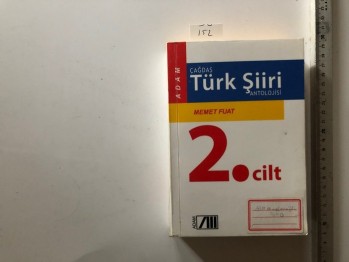 152
ADAM
ÇAĞDAŞ
Türk Şiiri
ANTOLOJİSİ
MEMET FUAT
2. cilt
ADAM